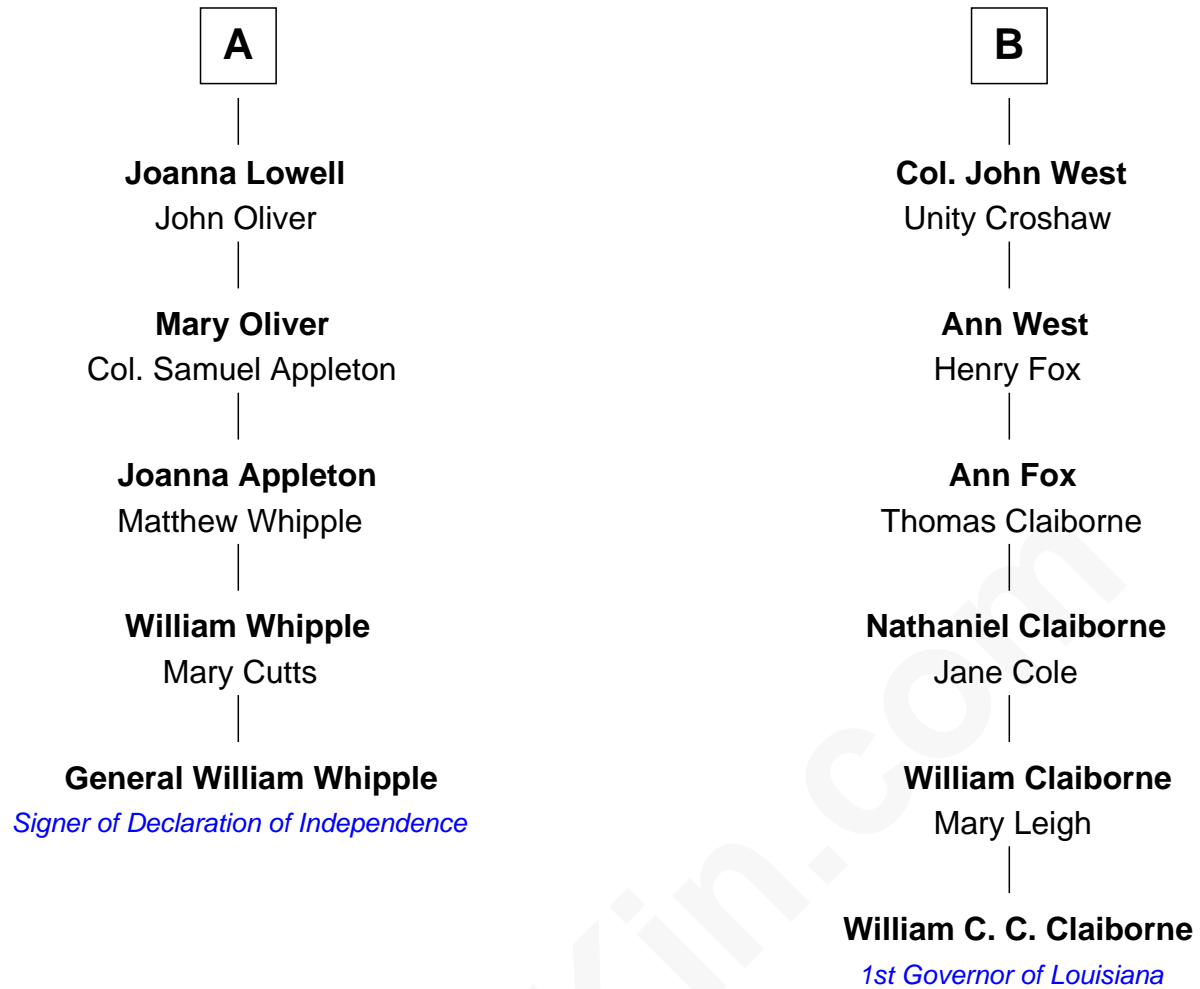 A
Joanna Lowell
John Oliver
Mary Oliver
Col. Samuel Appleton
Joanna Appleton
Matthew Whipple
William Whipple
Mary Cutts
General William Whipple
Signer of Declaration of Independence
B
Col. John West
Unity Croshaw
Ann West
Henry Fox
Ann Fox
Thomas Claiborne
Nathaniel Claiborne
Jane Cole
William Claiborne
Mary Leigh
William C. C. Claiborne
1st Governor of Louisiana
Kin.com